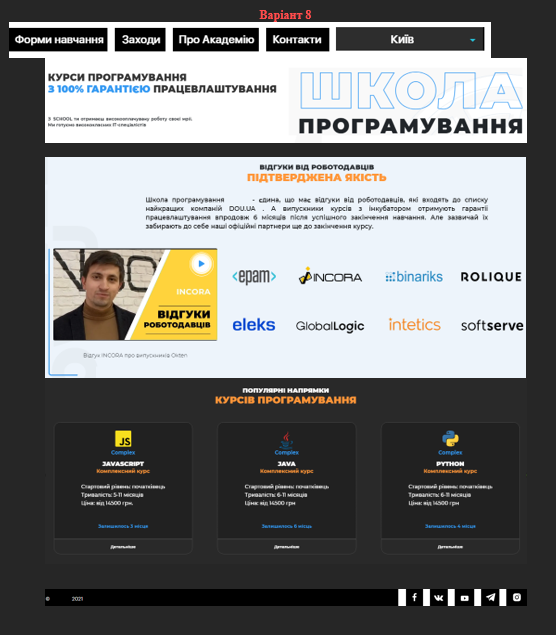 Варіант 8
Форми навчання Заходи Про Академію Контакти Київ
КУРСИ ПРОГРАМУВАННЯ
З 100% ГАРАНТІЄЮ ПРАЦЕВЛАШТУВАННЯ
З SCHOOL ти отримаєш високооплачувану роботу своєї мрії.
Ми готуємо висококласних IT-спеціалістів
ШКОЛА
ПРОГРАМУВАННЯ
ВІДГУКИ ВІД РОБОТОДАВЦІВ
ПІДТВЕРДЖЕНА ЯКІСТЬ
Школа програмування - єдина, що має відгуки від роботодавців, які входять до списку
найкращих компаній DOU.UA . А випускники курсів з інкубатором отримують гарантії
працевлаштування впродовж 6 місяців після успішного закінчення навчання. Але зазвичай їх
забирають до себе наші офіційні партнери ще до закінчення курсу.
INCORA
ВІДГУКИ
РОБОТОДАВЦІВ
Відгук INCORA про випускників Okten
<epam> INCORA binariks ROLIQUE
eleks GlobalLogic intetics softserve
ПОПУЛЯРНІ НАПРЯМКИ
КУРСІВ ПРОГРАМУВАННЯ
JS
Complex
JAVASCRIPT
Комплексний курс
Стартовий рівень: початківець
Тривалість: 5-11 місяців
Ціна: від 14500 грн.
Залишилось 3 місця
Детальніше
Java
Complex
JAVA
Комплексний курс
Стартовий рівень: початківець
Тривалість: 6-11 місяців
Ціна: від 14500 грн
Залишилось 6 місць
Детальніше
Complex
PYTHON
Комплексний курс
Стартовий рівень: початківець
Тривалість: 6-11 місяців
Ціна: від 14500 грн
Залишилось 4 місця
Детальніше
© 2021